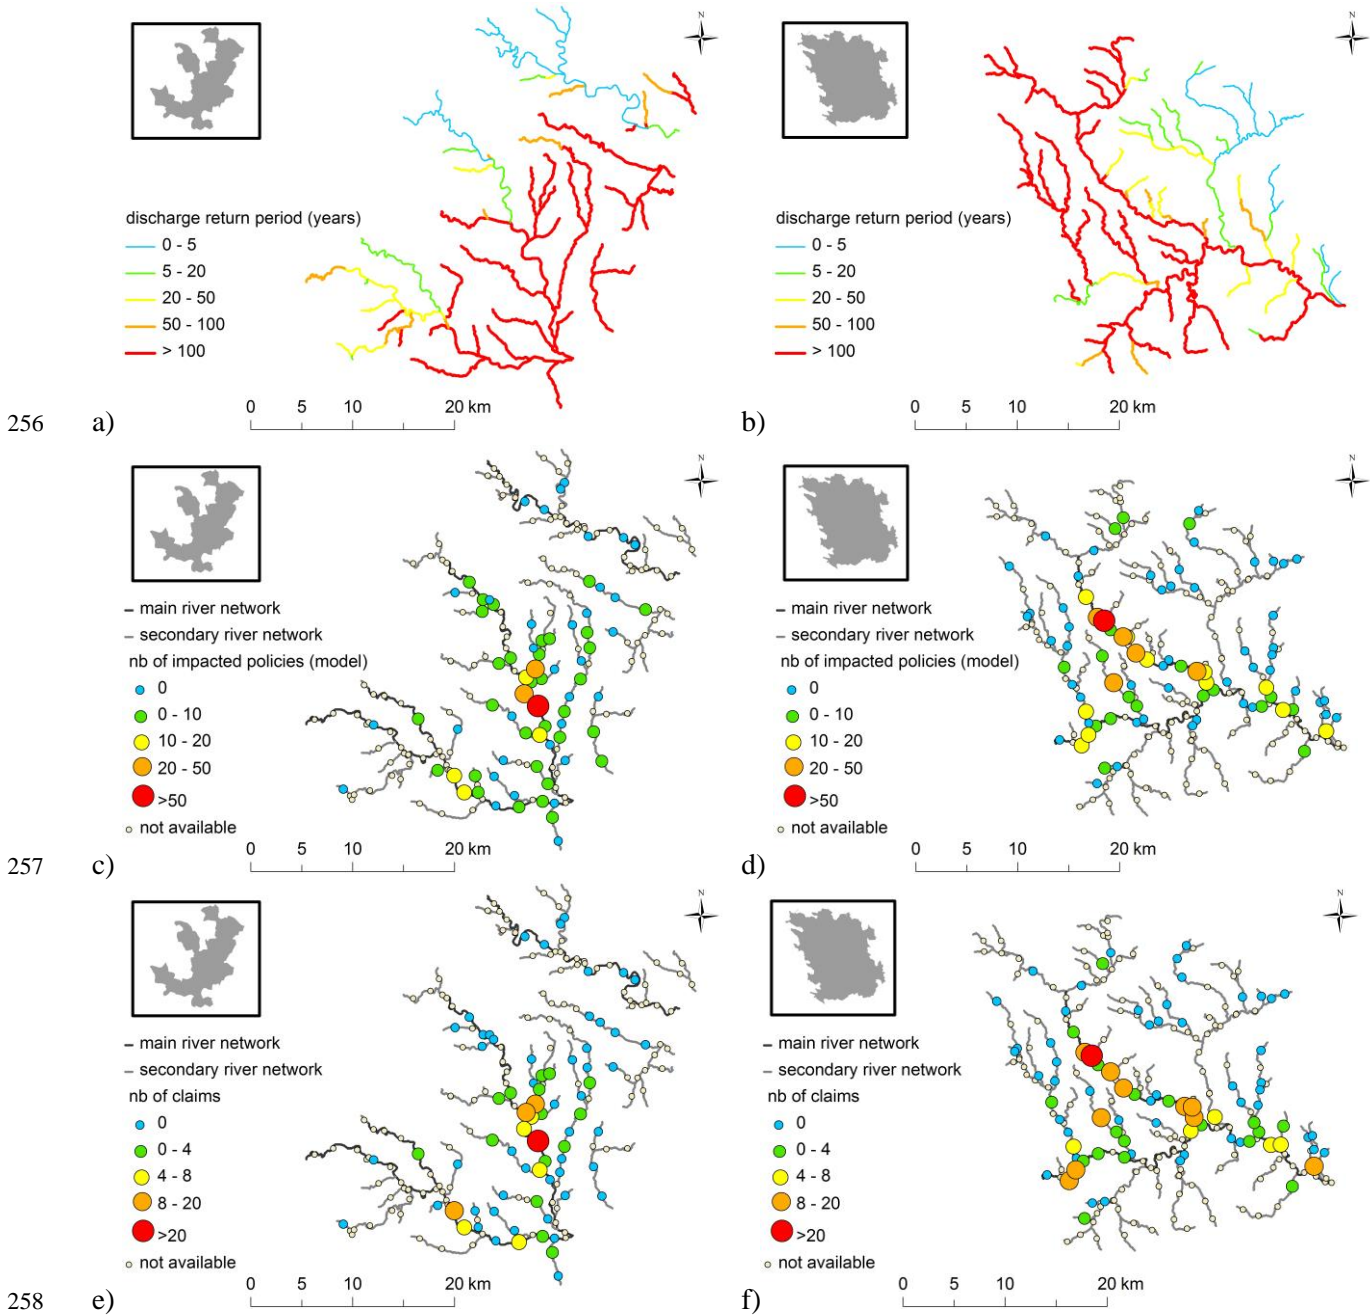 N
discharge return period (years)
0 - 5
5 - 20
20 - 50
50 - 100
> 100
0 5 10 20 km
256 a)
N
discharge return period (years)
0 - 5
5 - 20
20 - 50
50 - 100
> 100
0 5 10 20 km
b)
N
main river network
secondary river network
nb of impacted policies (model)
0
0 - 10
10 - 20
20 - 50
>50
not available
0 5 10 20 km
257 c)
N
main river network
secondary river network
nb of impacted policies (model)
0
0 - 10
10 - 20
20 - 50
>50
not available
0 5 10 20 km
d)
N
main river network
secondary river network
nb of claims
0
0 - 4
4 - 8
8 - 20
>20
not available
0 5 10 20 km
258 e)
N
main river network
secondary river network
nb of claims
0
0 - 4
4 - 8
8 - 20
>20
not available
0 5 10 20 km
f)